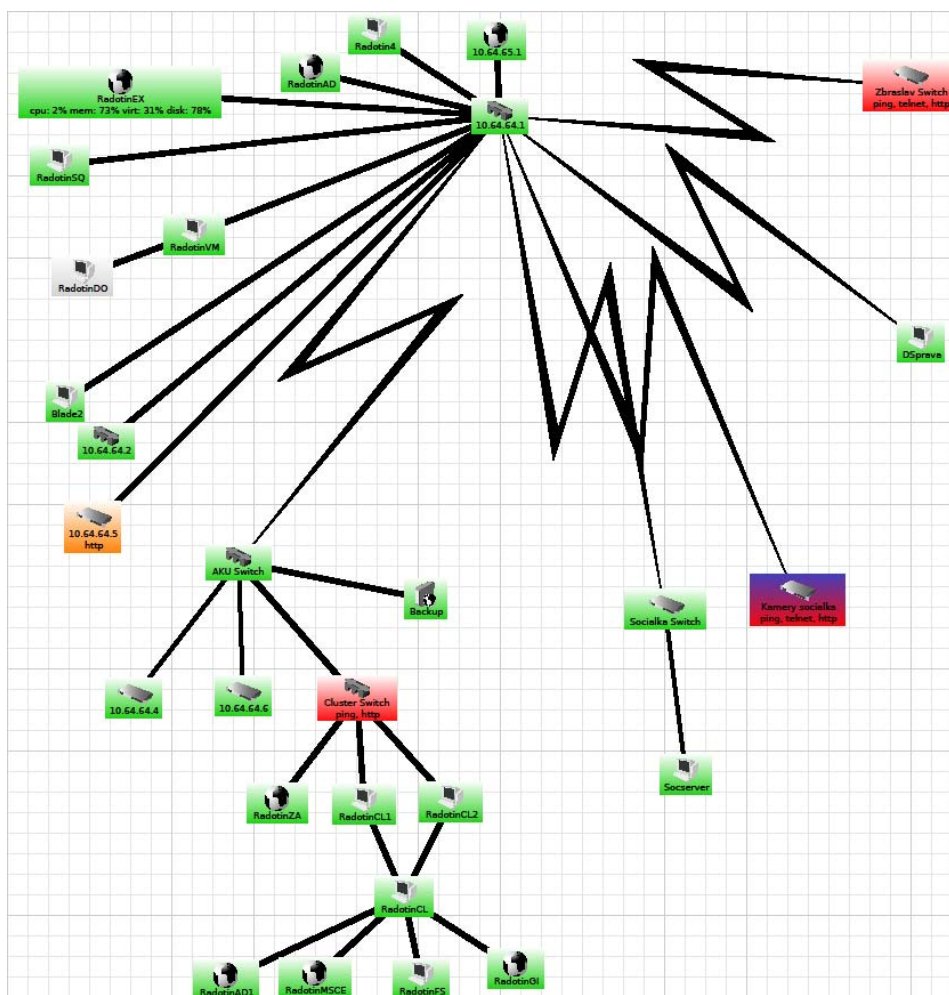 Radotin4
10.64.65.1
RadotinAD
Zbraslav Switch
ping, telnet, http
RadotinEX
cpu: 2% mem: 73% virt: 31% disk: 78%
10.64.64.1
RadotinSQ
RadotinVM
RadotinDO
DSprava
Blade2
10.64.64.2
10.64.64.5
http
AKU Switch
Backup
Socialka Switch
Kamery socialka
ping, telnet, http
10.64.64.4
10.64.64.6
Cluster Switch
ping, http
Socserver
RadotinZA
RadotinCL1
RadotinCL2
RadotinCL
RadotinAD1
RadotinMSCE
RadotinFS
RadotinGI